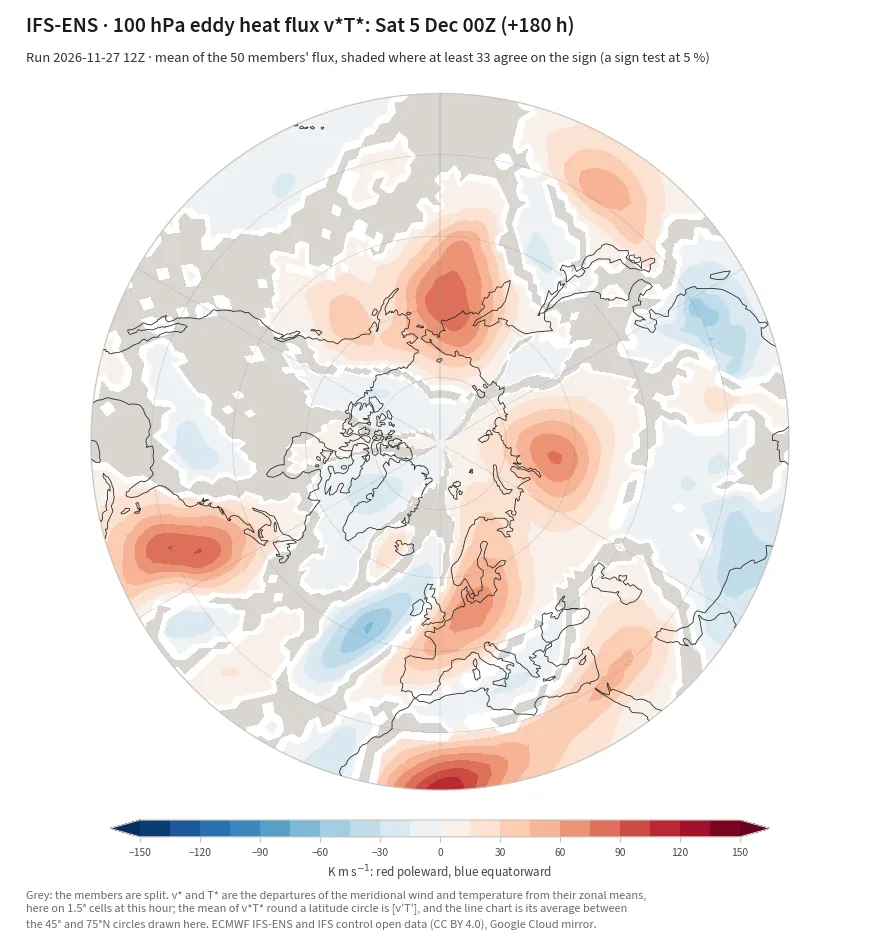 IFS-ENS · 100 hPa eddy heat flux v*T*: Sat 5 Dec 00Z (+180 h)
Run 2026-11-27 12Z · mean of the 50 members' flux, shaded where at least 33 agree on the sign (a sign test at 5 %)
−150 −120 −90 −60 −30 0 30 60 90 120 150
K m s⁻¹: red poleward, blue equatorward
Grey: the members are split. v* and T* are the departures of the meridional wind and temperature from their zonal means,
here on 1.5° cells at this hour; the mean of v*T* round a latitude circle is [v'T'], and the line chart is its average between
the 45° and 75°N circles drawn here. ECMWF IFS-ENS and IFS control open data (CC BY 4.0), Google Cloud mirror.